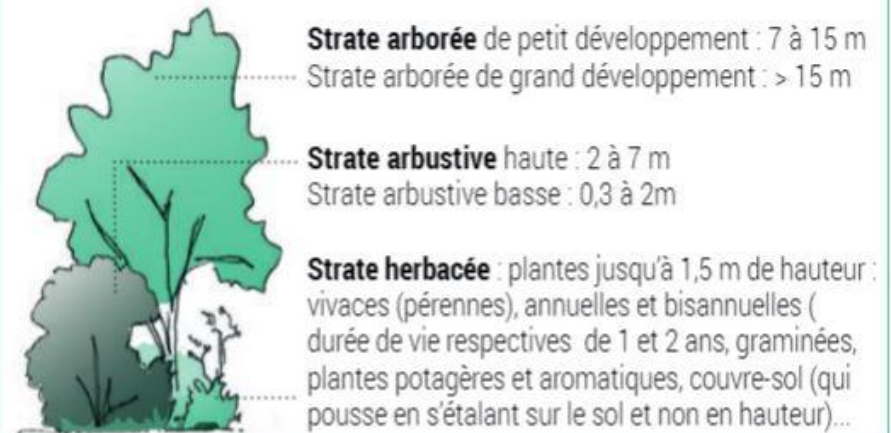 Strate arborée de petit développement : 7 à 15 m
Strate arborée de grand développement : > 15 m
Strate arbustive haute : 2 à 7 m
Strate arbustive basse : 0,3 à 2m
Strate herbacée : plantes jusqu'à 1,5 m de hauteur :
vivaces (pérennes), annuelles et bisannuelles (
durée de vie respectives de 1 et 2 ans, graminées,
plantes potagères et aromatiques, couvre-sol (qui
pousse en s'étalant sur le sol et non en hauteur)...